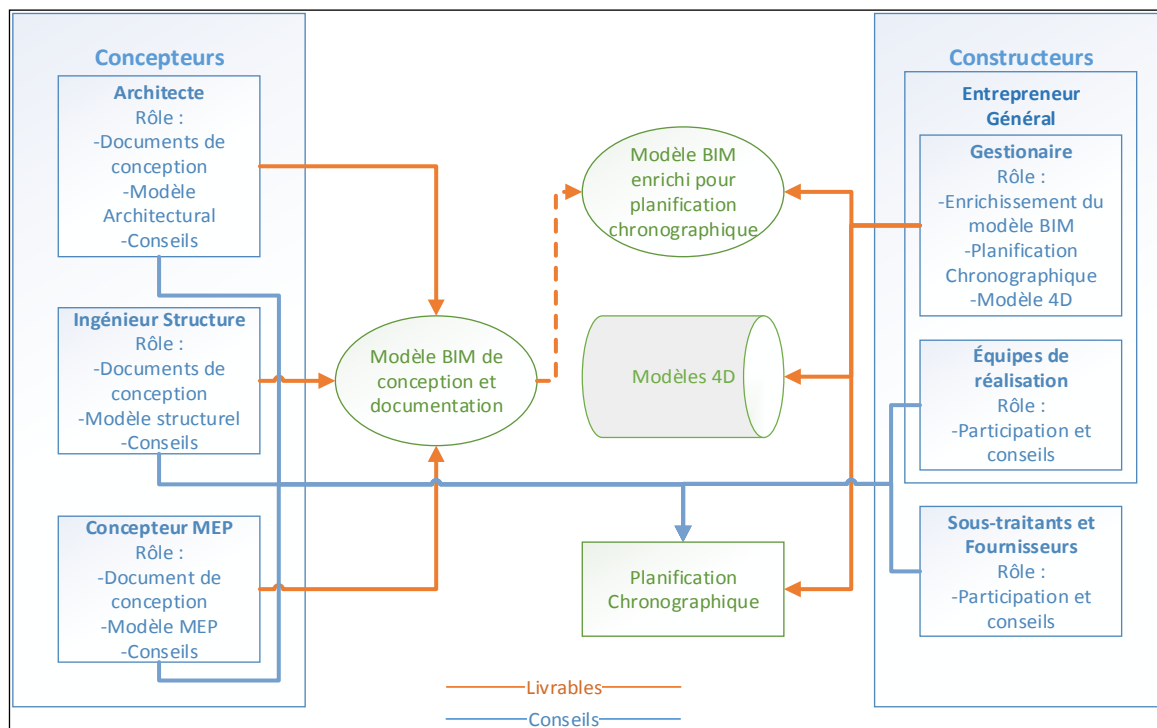 Concepteurs
Architecte
Rôle :
-Documents de
conception
-Modèle
Architectural
-Conseils
Ingénieur Structure
Rôle :
-Documents de
conception
-Modèle structurel
-Conseils
Concepteur MEP
Rôle :
-Document de
conception
-Modèle MEP
-Conseils
Modèle BIM de
conception et
documentation
Modèle BIM
enrichi pour
planification
chronographique
Modèles 4D
Planification
Chronographique
Constructeurs
Entrepreneur
Général
Gestionaire
Rôle :
-Enrichissement du
modèle BIM
-Planification
Chronographique
-Modèle 4D
Équipes de
réalisation
Rôle :
-Participation et
conseils
Sous-traitants et
Fournisseurs
Rôle :
-Participation et
conseils
Livrables
Conseils